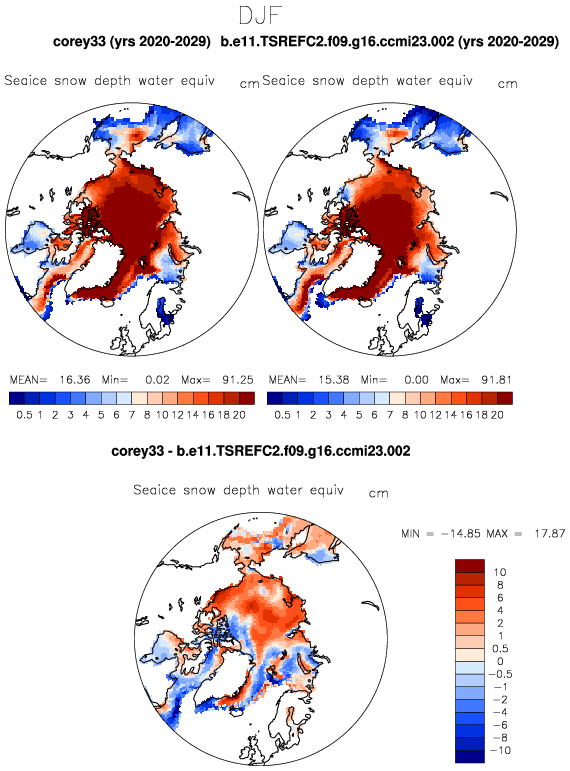 DJF
corey33 (yrs 2020-2029) b.e11.TSREFC2.f09.g16.ccmi23.002 (yrs 2020-2029)
Seaice snow depth water equiv cm Seaice snow depth water equiv cm
MEAN= 16.36 Min= 0.02 Max= 91.25 MEAN= 15.38 Min= 0.00 Max= 91.81
0.5 1 2 3 4 5 6 7 8 10 12 14 16 18 20 0.5 1 2 3 4 5 6 7 8 10 12 14 16 18 20
corey33 - b.e11.TSREFC2.f09.g16.ccmi23.002
Seaice snow depth water equiv cm
MIN = -14.85 MAX = 17.87
10
8
6
4
2
1
0.5
0
-0.5
-1
-2
-4
-6
-8
-10